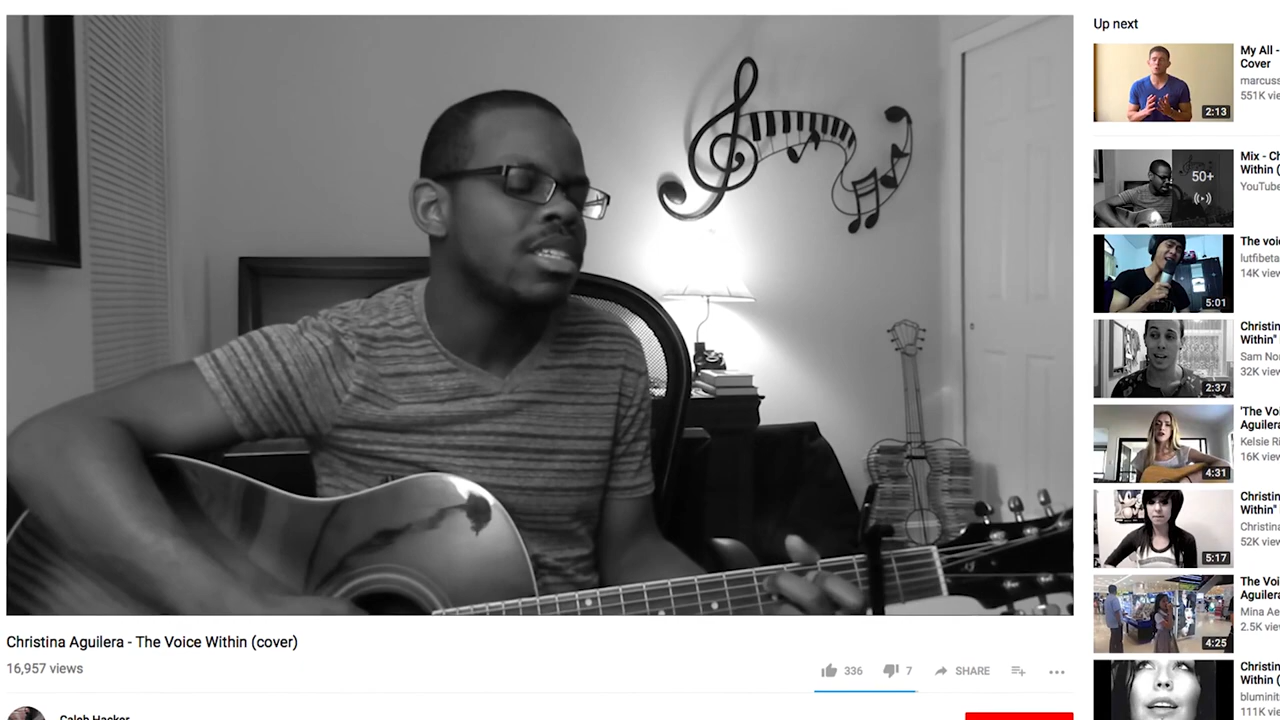 Up next
My All -
Cover
marcuss
551K vie
2:13
Mix - Ch
Within (
YouTube
50+
The voic
lutfibeta
14K view
5:01
Christin
Within"
Sam No
32K view
2:37
'The Vo
Aguilera
Kelsie Ri
16K view
4:31
Christin
Within"
Christina
52K view
5:17
The Voi
Aguilera
Mina Ae
2.5K vie
4:25
Christin
Within (
bluminit
111K vie
Christina Aguilera - The Voice Within (cover)
16,957 views
336
7
SHARE
Caleb Hacker